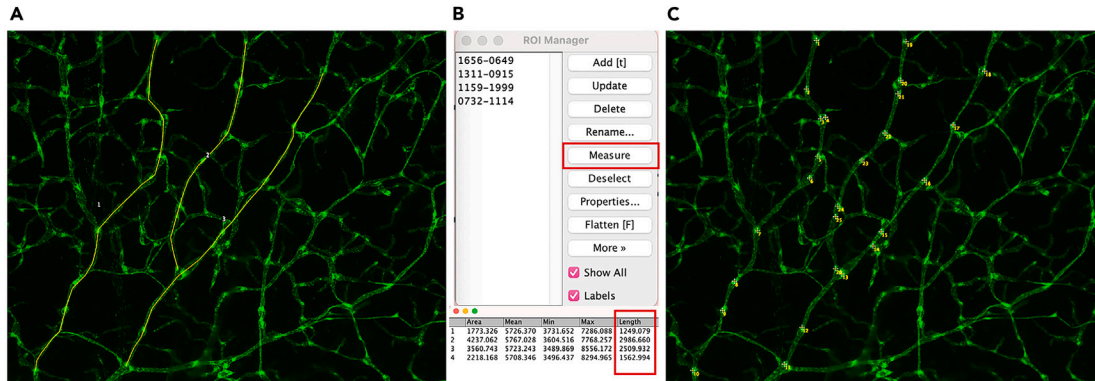 A
B
C
ROI Manager
1656-0649
1311-0915
1159-1999
0732-1114
Add [t]
Update
Delete
Rename...
Measure
Deselect
Properties...
Flatten [F]
More »
Show All
Labels
Area Mean Min Max Length
1 1773.326 5726.370 3731.652 7286.088 1249.079
2 4237.062 5767.028 3604.516 7768.257 2986.660
3 3560.743 5723.243 3489.869 8556.172 2509.932
4 2218.168 5708.346 3496.437 8294.965 1562.994
1
2
3